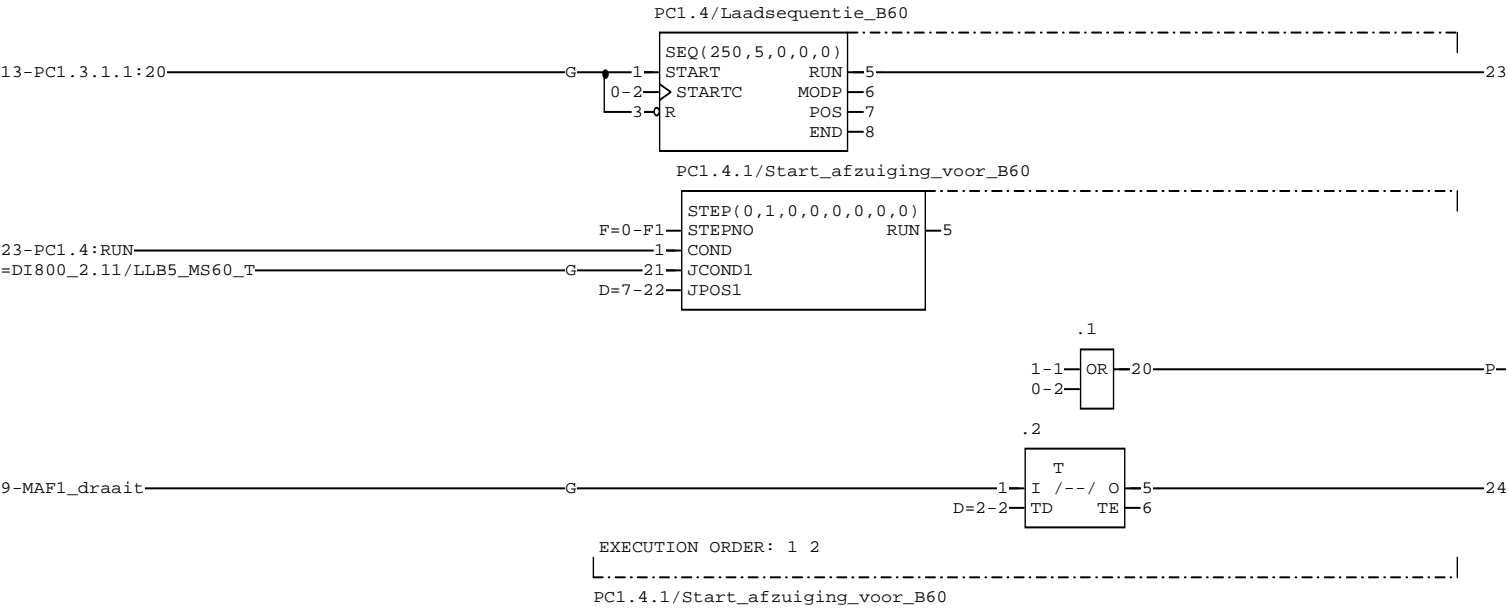 PC1.4/Laadsequentie_B60
SEQ(250,5,0,0,0)
13-PC1.3.1.1:20 G 1 START RUN 5 23
0-2 STARTC MODP 6
3 R POS 7
END 8
PC1.4.1/Start_afzuiging_voor_B60
STEP(0,1,0,0,0,0,0,0)
F=0-F1 STEPNO RUN 5
23-PC1.4:RUN 1 COND
=DI800_2.11/LLB5_MS60_T G 21 JCOND1
D=7-22 JPOS1
.1
1-1 OR 20 P
0-2
.2
T
9-MAF1_draait G 1 I /--/ O 5 24
D=2-2 TD TE 6
EXECUTION ORDER: 1 2
PC1.4.1/Start_afzuiging_voor_B60